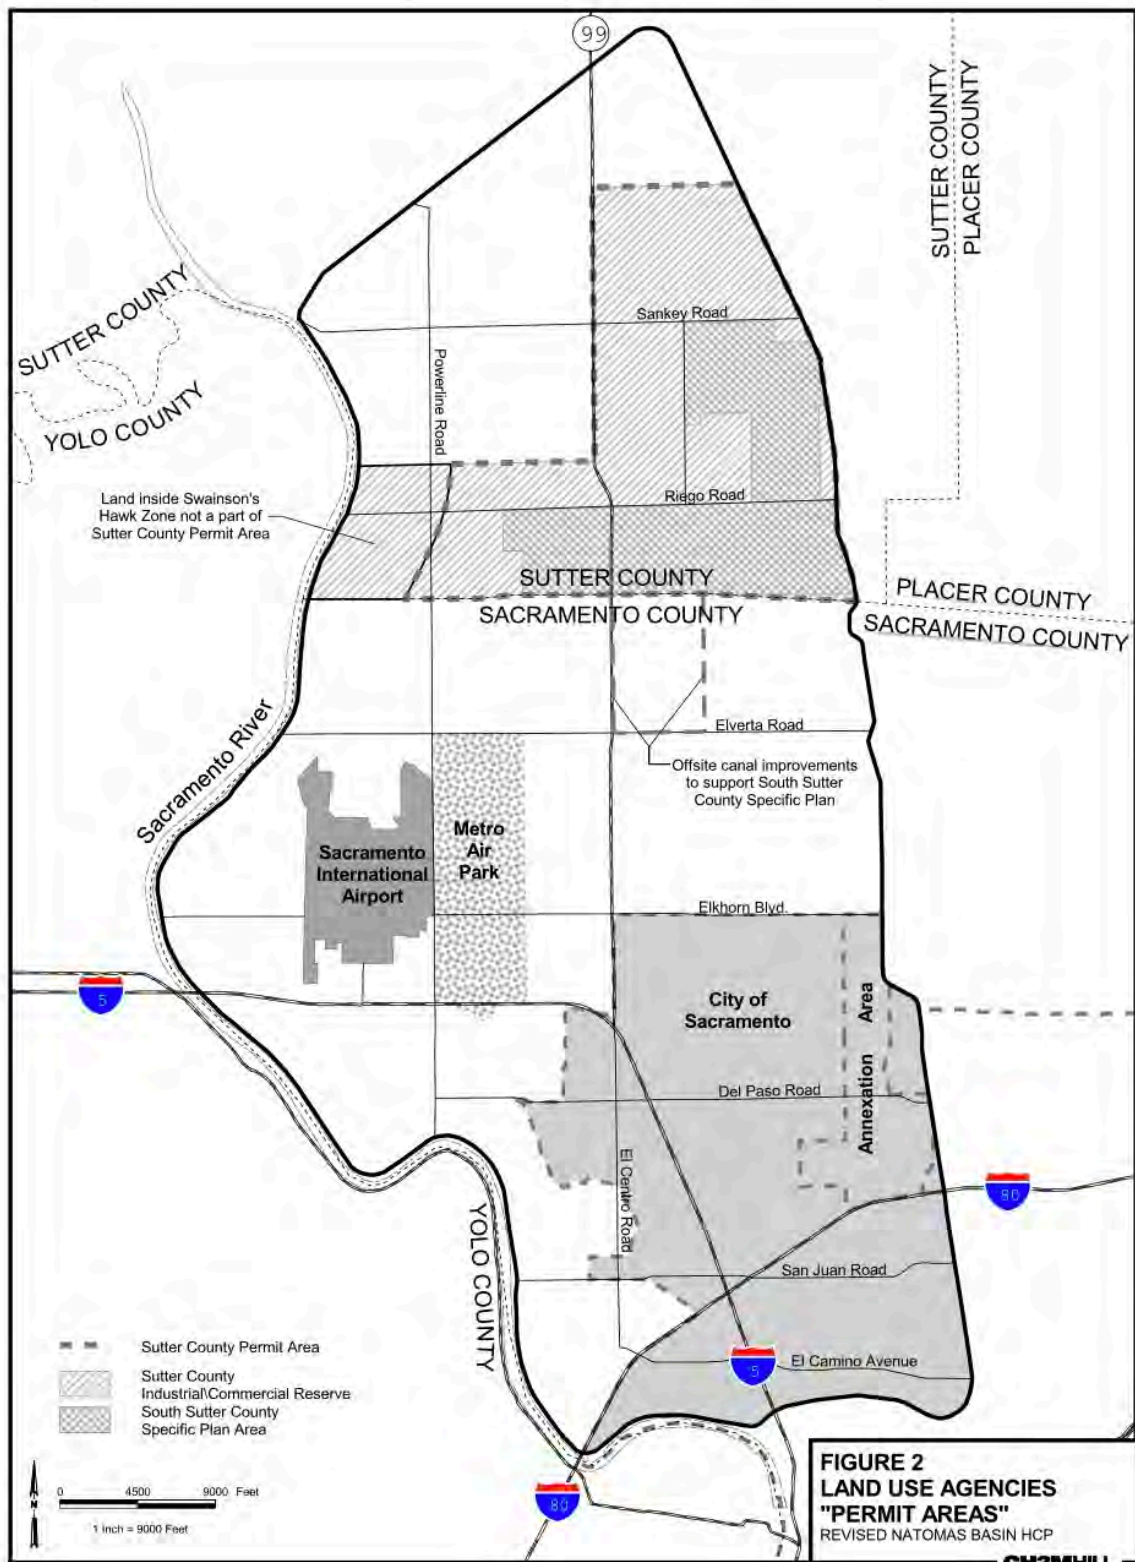 99
SUTTER COUNTY
PLACER COUNTY
SUTTER COUNTY
YOLO COUNTY
Sankey Road
Powerline Road
Land inside Swainson's
Hawk Zone not a part of
Sutter County Permit Area
Riego Road
SUTTER COUNTY
SACRAMENTO COUNTY
PLACER COUNTY
SACRAMENTO COUNTY
Sacramento River
Elverta Road
Offsite canal improvements
to support South Sutter
County Specific Plan
Metro
Air
Park
Sacramento
International
Airport
Elkhorn Blvd.
5
City of
Sacramento
Annexation Area
Del Paso Road
El Centro Road
80
YOLO COUNTY
San Juan Road
5
El Camino Avenue
Sutter County Permit Area
Sutter County
Industrial\Commercial Reserve
South Sutter County
Specific Plan Area
N
0 4500 9000 Feet
1 inch = 9000 Feet
80
FIGURE 2
LAND USE AGENCIES
"PERMIT AREAS"
REVISED NATOMAS BASIN HCP
CH2MHILL